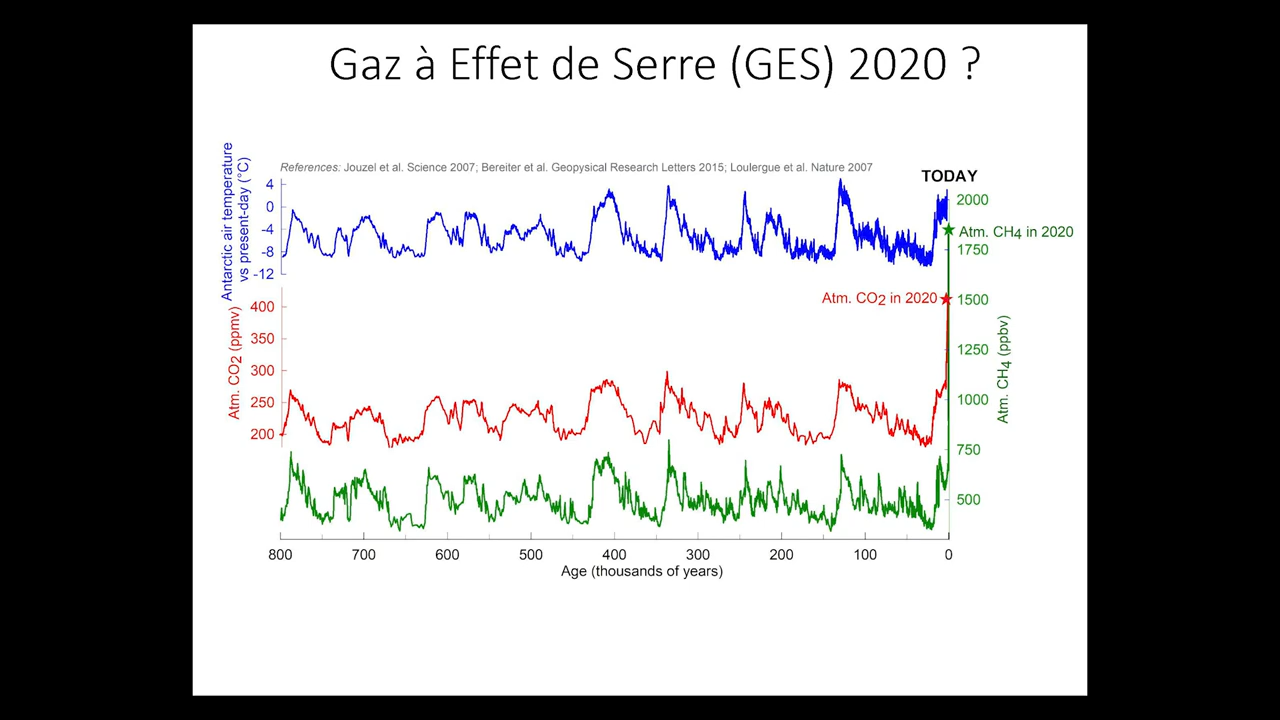 Gaz à Effet de Serre (GES) 2020 ?
References: Jouzel et al. Science 2007; Bereiter et al. Geopysical Research Letters 2015; Loulergue et al. Nature 2007
TODAY
Antarctic air temperature
vs present-day (°C)
4
0
-4
-8
-12
2000
Atm. CH4 in 2020
1750
Atm. CO2 in 2020
1500
1250
1000
750
500
Atm. CH4 (ppbv)
Atm. CO2 (ppmv)
400
350
300
250
200
800 700 600 500 400 300 200 100 0
Age (thousands of years)